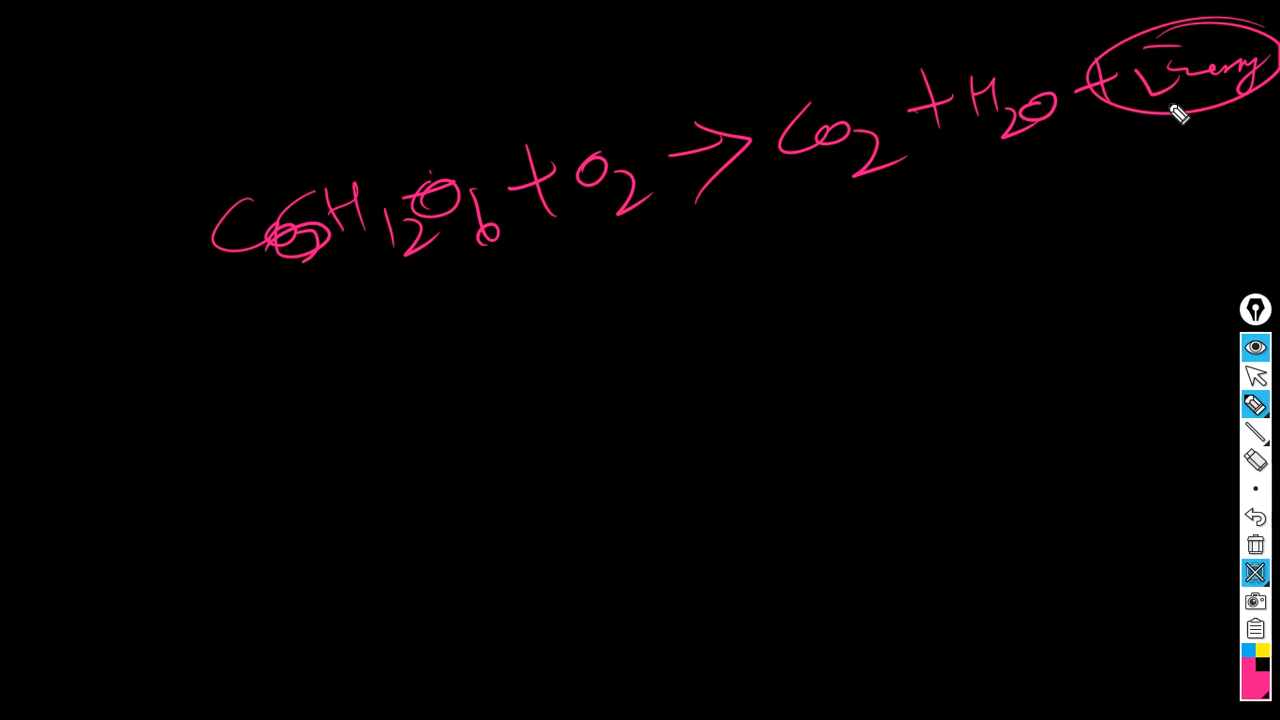 C6H12O6 + O2 → CO2 + H2O + Energy